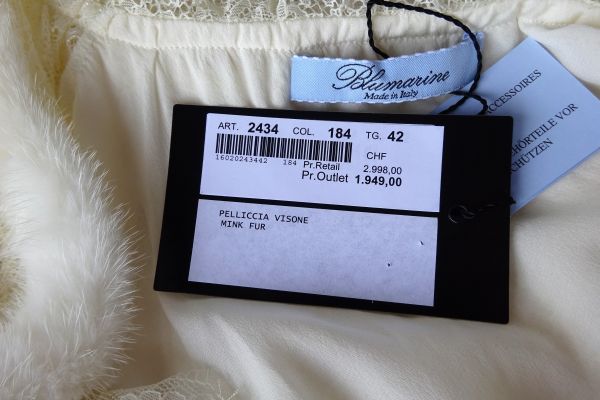 Blumarine
Made in Italy
ART. 2434 COL. 184 TG. 42
16020243442 184
CHF
Pr.Retail 2.998,00
Pr.Outlet 1.949,00
PELLICCIA VISONE
MINK FUR
ACCESSOIRES
HÖRTEILE VOR
CHÜTZEN